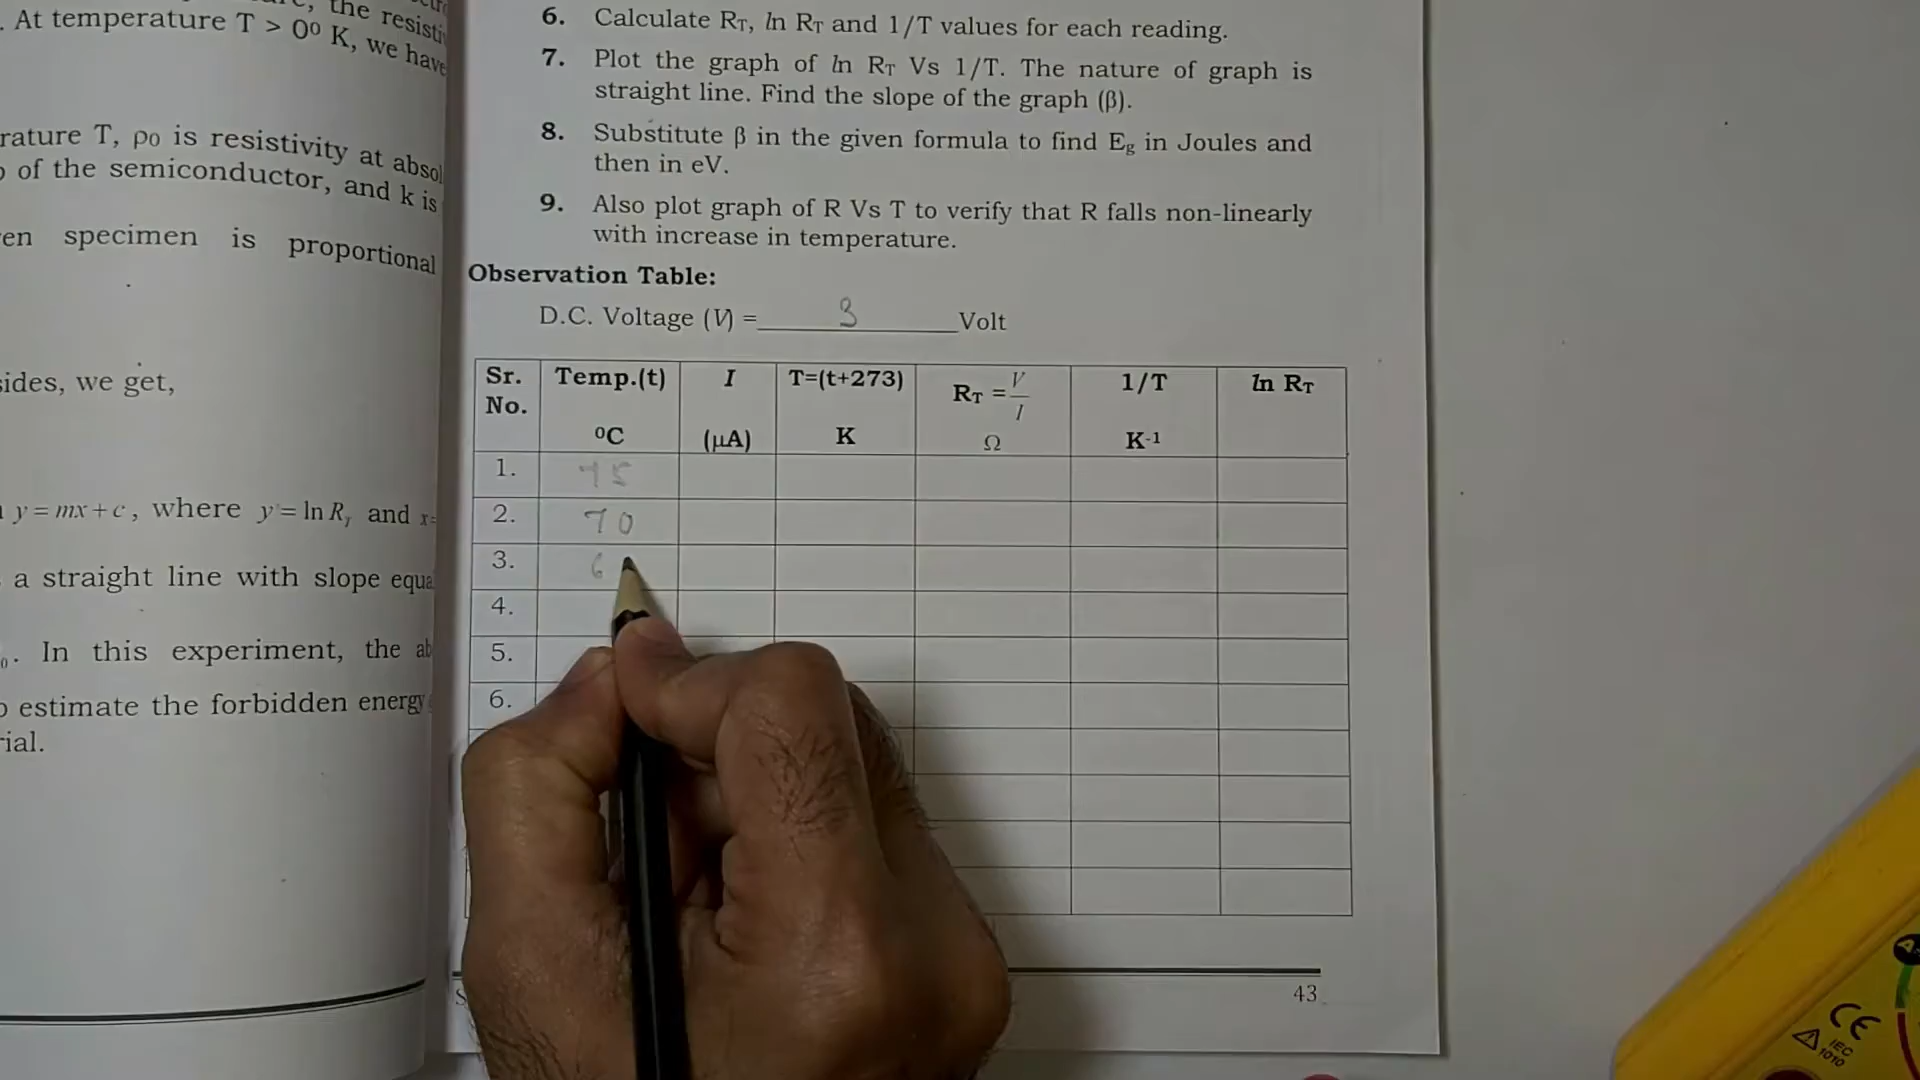 the resisti
. At temperature T > 0⁰ K, we have
rature T, ρ0 is resistivity at absol
of the semiconductor, and k is
en specimen is proportional
sides, we get,
y = mx + c, where y = ln R_T and x=
a straight line with slope equa
0. In this experiment, the ab
estimate the forbidden energy
rial.
6. Calculate R_T, ln R_T and 1/T values for each reading.
7. Plot the graph of ln R_T Vs 1/T. The nature of graph is
straight line. Find the slope of the graph (β).
8. Substitute β in the given formula to find E_g in Joules and
then in eV.
9. Also plot graph of R Vs T to verify that R falls non-linearly
with increase in temperature.
Observation Table:
D.C. Voltage (V) = 3 Volt
Sr. No. Temp.(t) ⁰C I (μA) T=(t+273) K R_T = V/I Ω 1/T K⁻¹ ln R_T
1. 75
2. 70
3. 6
4.
5.
6.
43
CE
IEC
1010